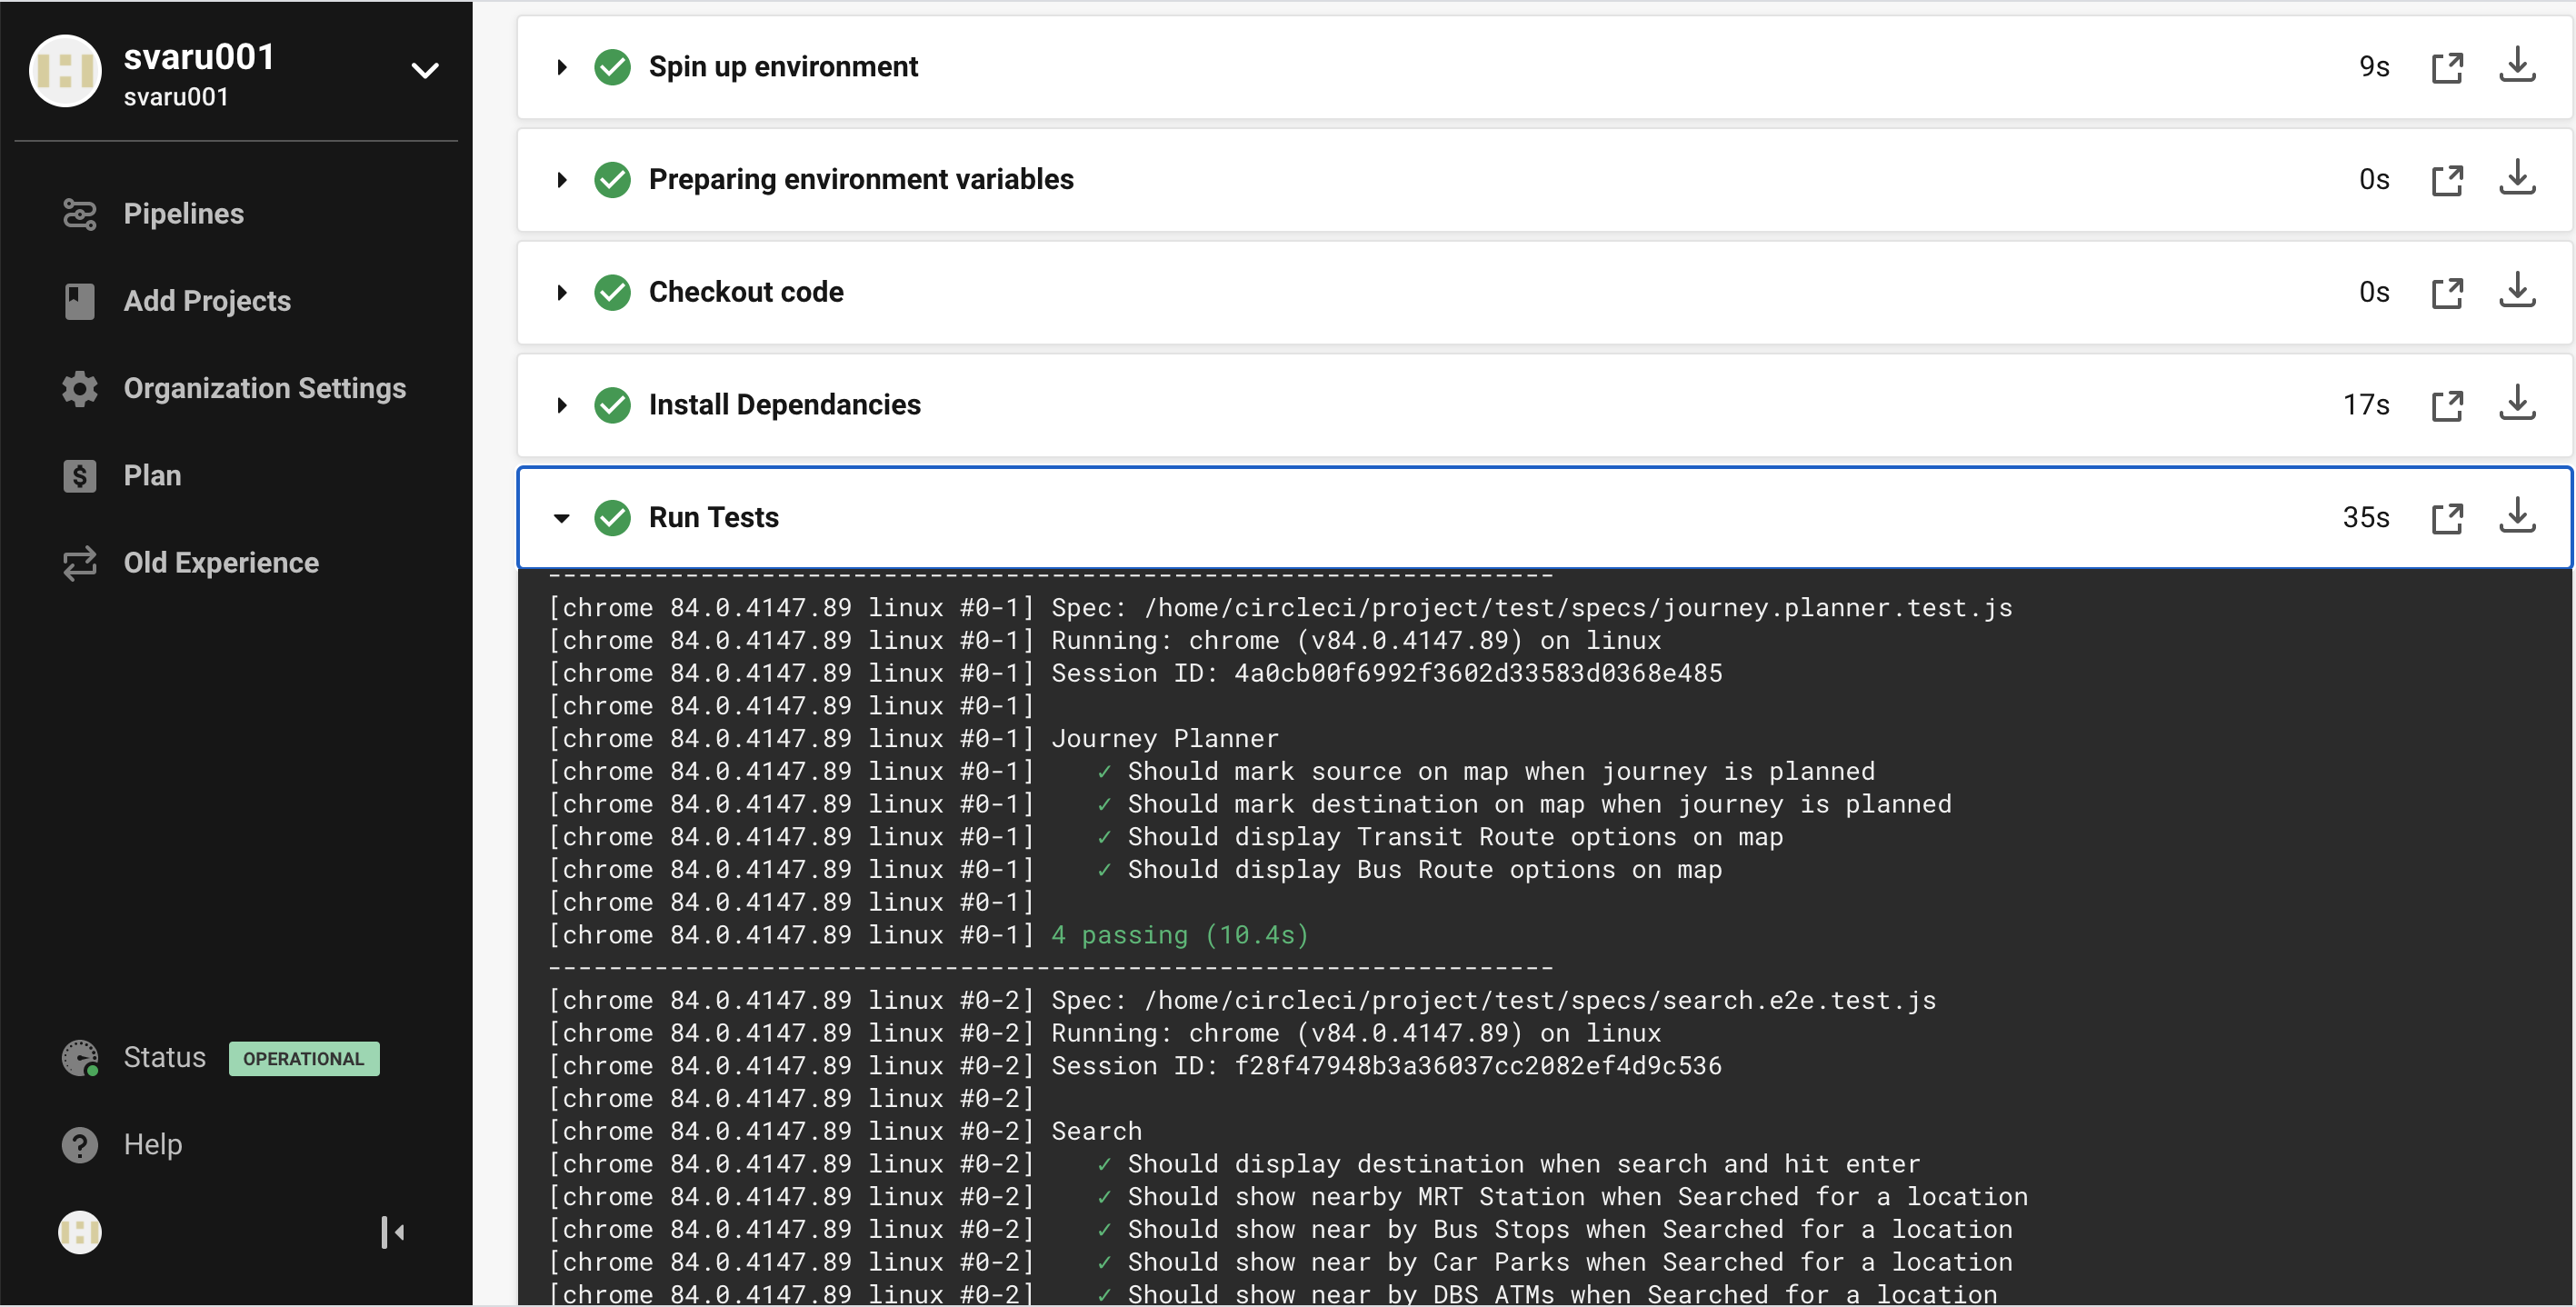 svaru001
svaru001
Pipelines
Add Projects
Organization Settings
Plan
Old Experience
Status OPERATIONAL
Help
Spin up environment 9s
Preparing environment variables 0s
Checkout code 0s
Install Dependancies 17s
Run Tests 35s
------------------------------------------------------------------
[chrome 84.0.4147.89 linux #0-1] Spec: /home/circleci/project/test/specs/journey.planner.test.js
[chrome 84.0.4147.89 linux #0-1] Running: chrome (v84.0.4147.89) on linux
[chrome 84.0.4147.89 linux #0-1] Session ID: 4a0cb00f6992f3602d33583d0368e485
[chrome 84.0.4147.89 linux #0-1]
[chrome 84.0.4147.89 linux #0-1] Journey Planner
[chrome 84.0.4147.89 linux #0-1] ✓ Should mark source on map when journey is planned
[chrome 84.0.4147.89 linux #0-1] ✓ Should mark destination on map when journey is planned
[chrome 84.0.4147.89 linux #0-1] ✓ Should display Transit Route options on map
[chrome 84.0.4147.89 linux #0-1] ✓ Should display Bus Route options on map
[chrome 84.0.4147.89 linux #0-1]
[chrome 84.0.4147.89 linux #0-1] 4 passing (10.4s)
------------------------------------------------------------------
[chrome 84.0.4147.89 linux #0-2] Spec: /home/circleci/project/test/specs/search.e2e.test.js
[chrome 84.0.4147.89 linux #0-2] Running: chrome (v84.0.4147.89) on linux
[chrome 84.0.4147.89 linux #0-2] Session ID: f28f47948b3a36037cc2082ef4d9c536
[chrome 84.0.4147.89 linux #0-2]
[chrome 84.0.4147.89 linux #0-2] Search
[chrome 84.0.4147.89 linux #0-2] ✓ Should display destination when search and hit enter
[chrome 84.0.4147.89 linux #0-2] ✓ Should show nearby MRT Station when Searched for a location
[chrome 84.0.4147.89 linux #0-2] ✓ Should show near by Bus Stops when Searched for a location
[chrome 84.0.4147.89 linux #0-2] ✓ Should show near by Car Parks when Searched for a location
[chrome 84.0.4147.89 linux #0-2] ✓ Should show near by DBS ATMs when Searched for a location